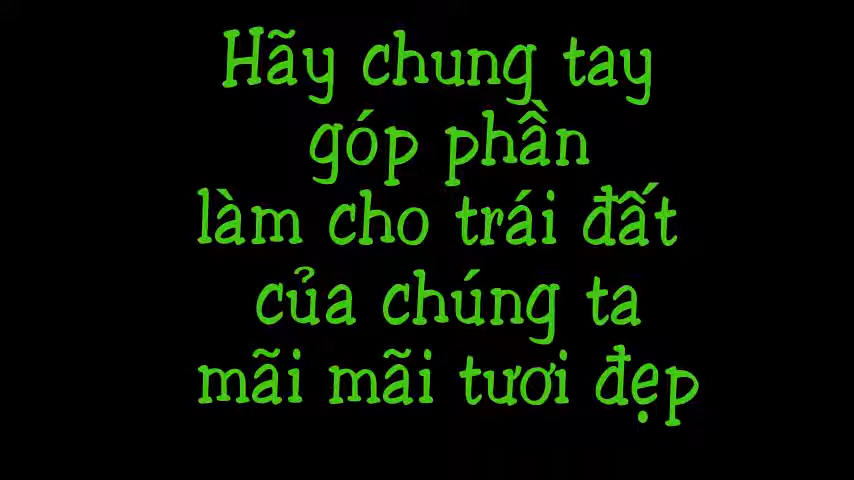 Hãy chung tay
góp phần
làm cho trái đất
của chúng ta
mãi mãi tươi đẹp